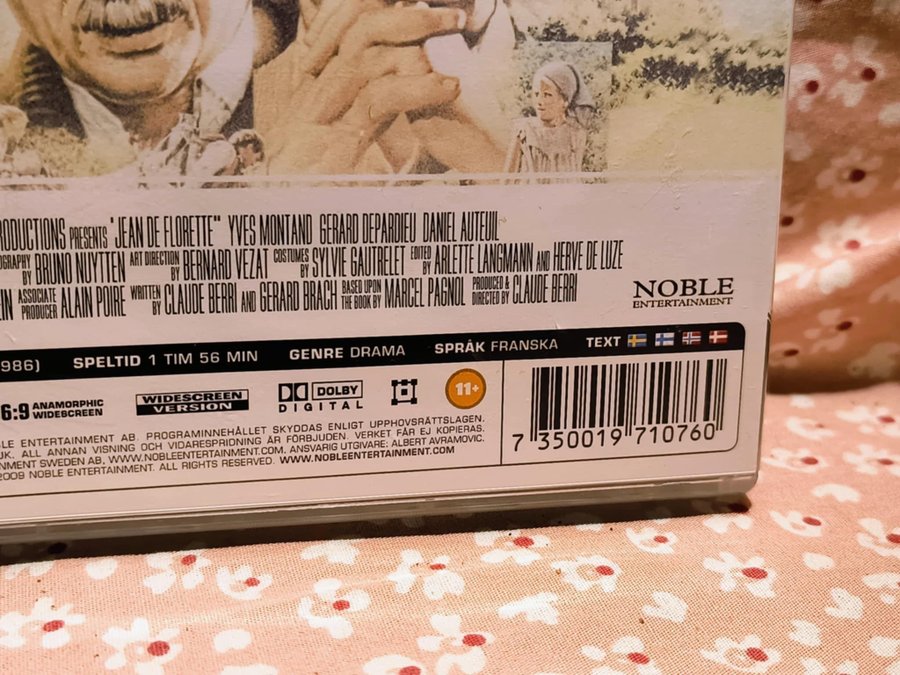 PRODUCTIONS PRESENTS "JEAN DE FLORETTE" YVES MONTAND GERARD DEPARDIEU DANIEL AUTEUIL
OGRAPHY BY BRUNO NUYTTEN ART DIRECTION BY BERNARD VEZAT COSTUMES BY SYLVIE GAUTRELET EDITED BY ARLETTE LANGMANN AND HERVE DE LUZE
ASSOCIATE PRODUCER ALAIN POIRE WRITTEN BY CLAUDE BERRI AND GERARD BRACH BASED UPON THE BOOK BY MARCEL PAGNOL PRODUCED & DIRECTED BY CLAUDE BERRI
NOBLE
ENTERTAINMENT
986) SPELTID 1 TIM 56 MIN GENRE DRAMA SPRÅK FRANSKA TEXT
6:9 ANAMORPHIC WIDESCREEN
WIDESCREEN VERSION
DOLBY DIGITAL
11+
BLE ENTERTAINMENT AB. PROGRAMINNEHÅLLET SKYDDAS ENLIGT UPPHOVSRÄTTSLAGEN.
UK. ALL ANNAN VISNING OCH VIDARESPRIDNING ÄR FÖRBJUDEN. VERKET FÅR EJ KOPIERAS.
NMENT SWEDEN AB, WWW.NOBLEENTERTAINMENT.COM. ANSVARIG UTGIVARE: ALBERT AVRAMOVIC.
2009 NOBLE ENTERTAINMENT. ALL RIGHTS RESERVED. WWW.NOBLEENTERTAINMENT.COM
7 350019 710760